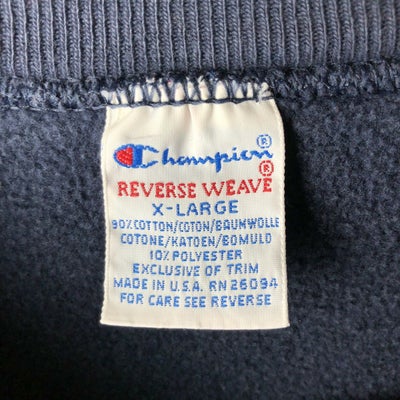 Champion®
REVERSE WEAVE®
X-LARGE
90% COTTON/COTON/BAUMWOLLE
COTONE/KATOEN/BOMULD
10% POLYESTER
EXCLUSIVE OF TRIM
MADE IN U.S.A. RN 26094
FOR CARE SEE REVERSE